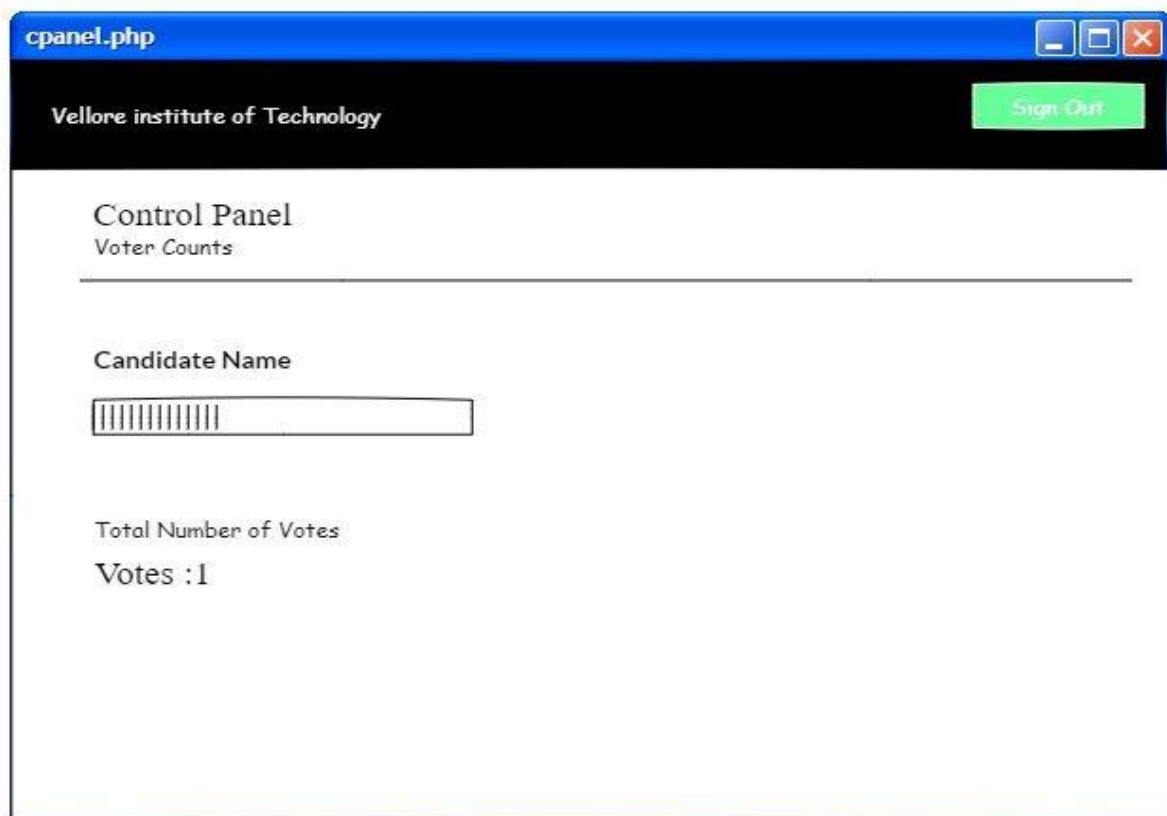 cpanel.php
Vellore institute of Technology
Sign Out
Control Panel
Voter Counts
Candidate Name
Total Number of Votes
Votes :1